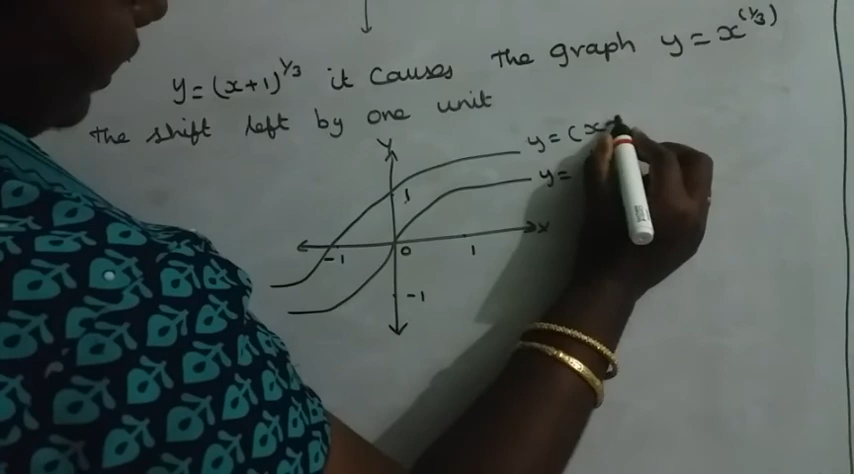 y = x^(1/3)
y = (x+1)^1/3 it causes the graph
the shift left by one unit
Y
y = (x
1
y =
X
-1
0
1
-1